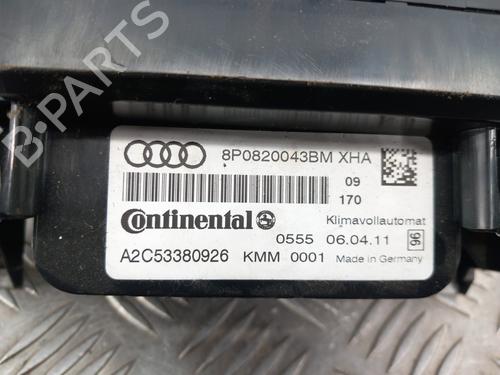 8P0820043BM XHA
09
170
Continental
Klimavollautomat
0555 06.04.11 96
A2C53380926 KMM 0001 Made in Germany
B-PARTS